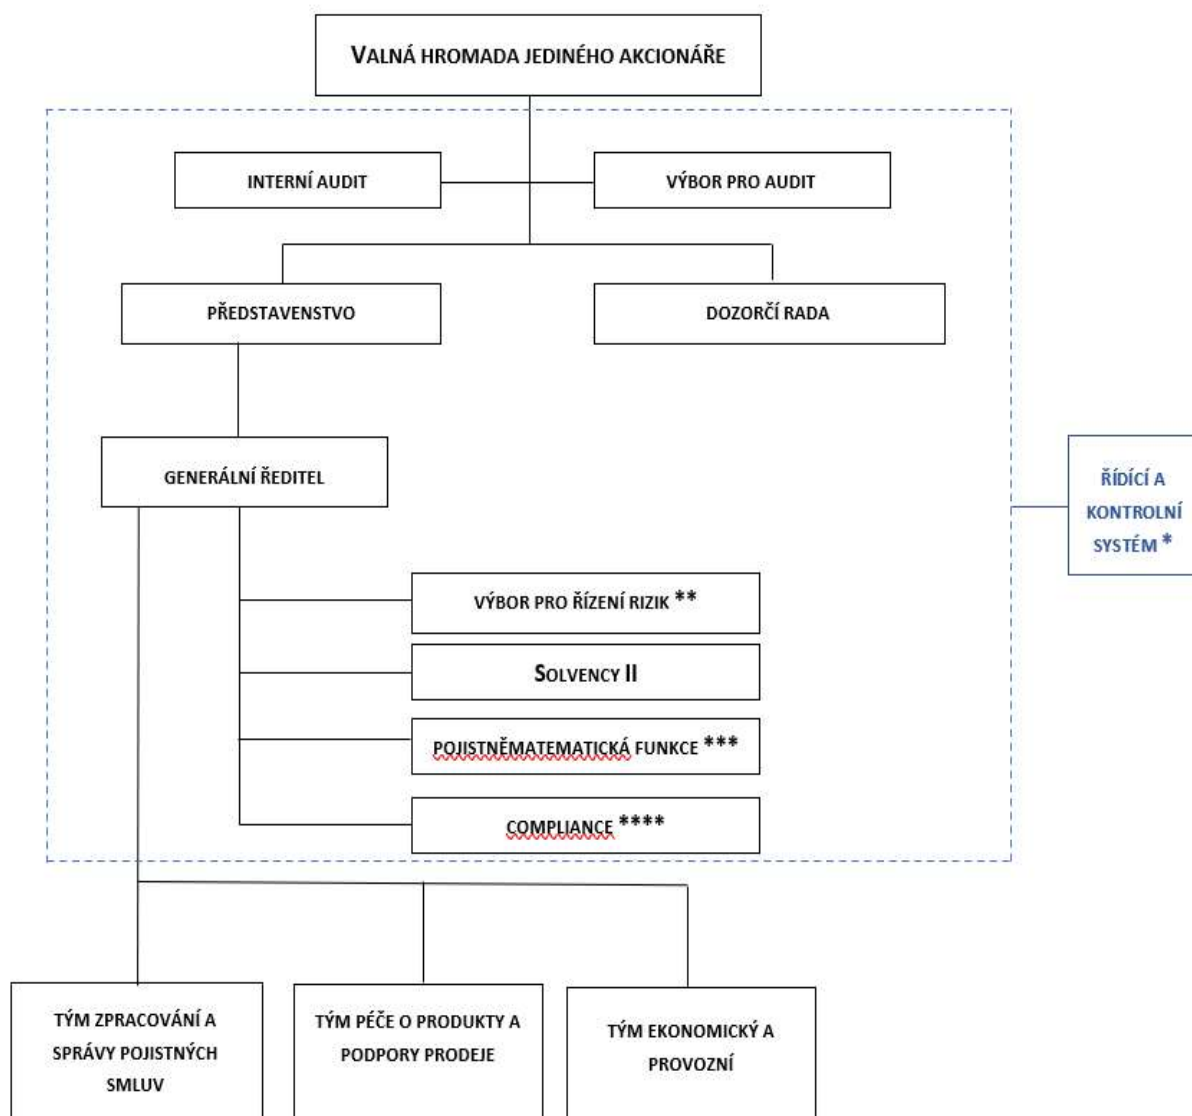 VALNÁ HROMADA JEDINÉHO AKCIONÁŘE
INTERNÍ AUDIT
VÝBOR PRO AUDIT
PŘEDSTAVENSTVO
DOZORČÍ RADA
GENERÁLNÍ ŘEDITEL
ŘÍDÍCÍ A
KONTROLNÍ
SYSTÉM *
VÝBOR PRO ŘÍZENÍ RIZIK **
SOLVENCY II
POJISTNĚMATEMATICKÁ FUNKCE ***
COMPLIANCE ****
TÝM ZPRACOVÁNÍ A
SPRÁVY POJISTNÝCH
SMLUV
TÝM PÉČE O PRODUKTY A
PODPORY PRODEJE
TÝM EKONOMICKÝ A
PROVOZNÍ